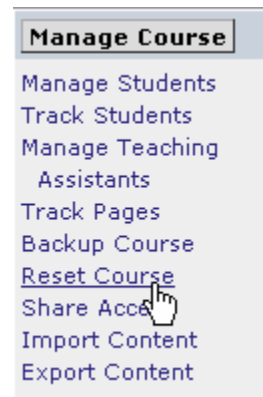 Manage Course
Manage Students
Track Students
Manage Teaching
Assistants
Track Pages
Backup Course
Reset Course
Share
Import Content
Export Content